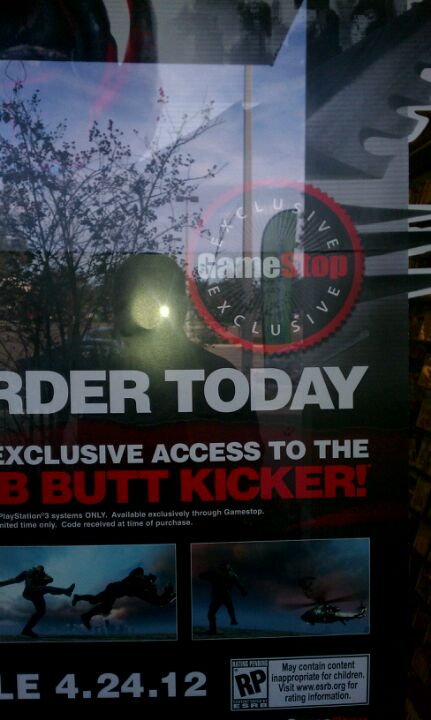 EXCLUSIVE
GameStop
EXCLUSIVE
RDER TODAY
EXCLUSIVE ACCESS TO THE
B BUTT KICKER!
PlayStation®3 systems ONLY. Available exclusively through Gamestop.
mited time only. Code received at time of purchase.
LE 4.24.12
RATING PENDING
RP
ESRB
May contain content
inappropriate for children.
Visit www.esrb.org for
rating information.